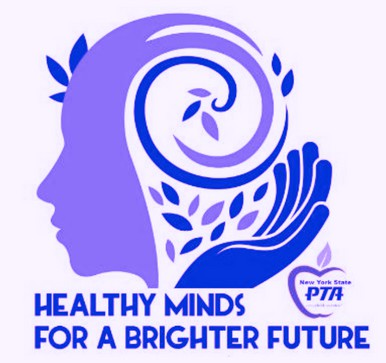 New York State
PTA
HEALTHY MINDS
FOR A BRIGHTER FUTURE